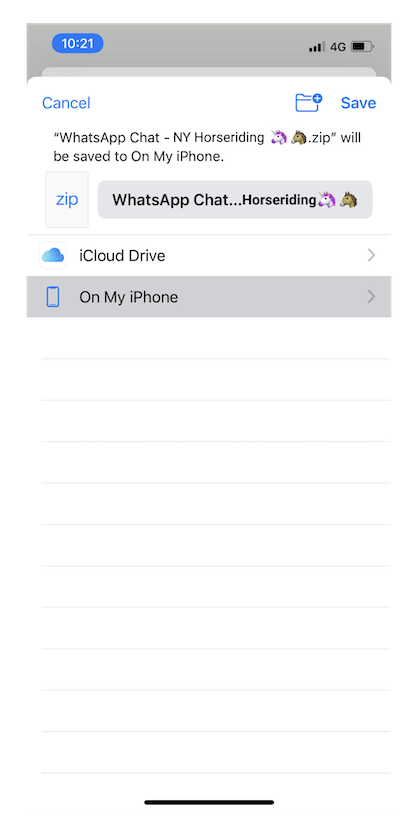 10:21
4G
Cancel
Save
“WhatsApp Chat - NY Horseriding 🦄 🐴.zip” will
be saved to On My iPhone.
zip
WhatsApp Chat...Horseriding🦄 🐴
iCloud Drive
On My iPhone